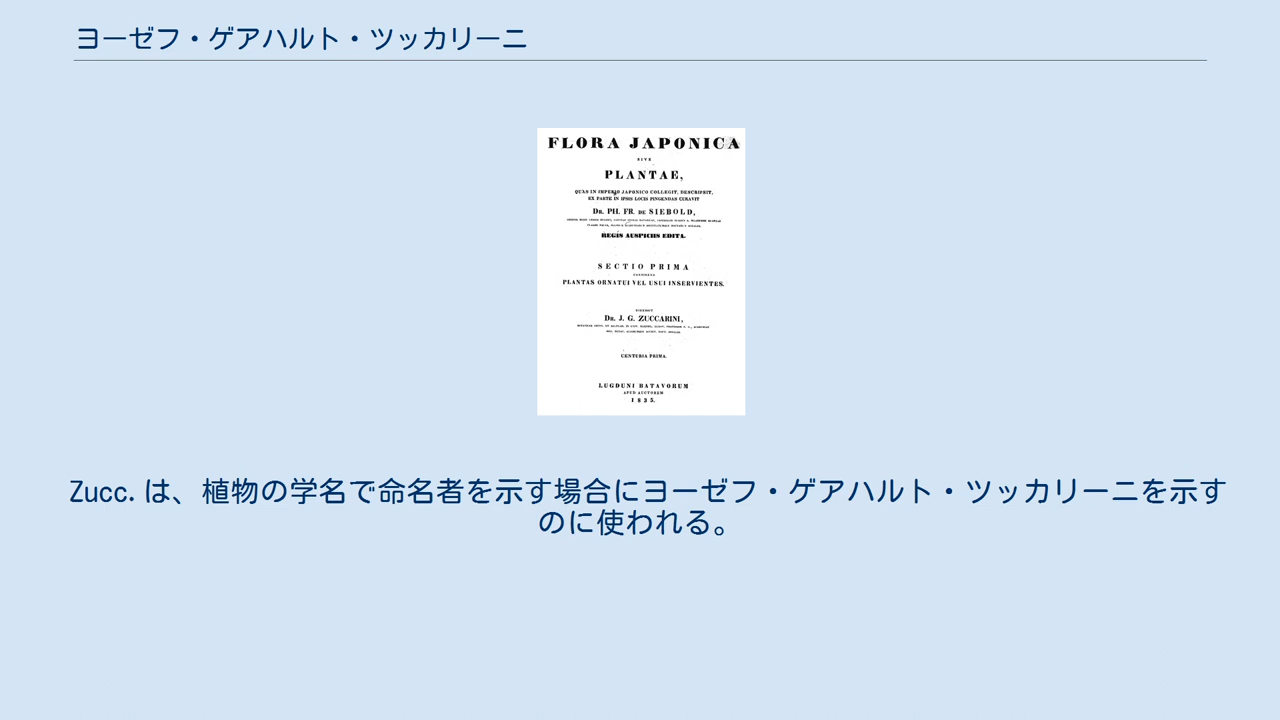 ヨーゼフ・ゲアハルト・ツッカリーニ
FLORA JAPONICA
SIVE
PLANTAE,
QUAS IN IMPERIO JAPONICO COLLEGIT, DESCRIPSIT,
EX PARTE IN IPSIS LOCIS PINGENDAS CURAVIT
DR. PH. FR. DE SIEBOLD,
REGIS AUSPICIIS EDITA.
SECTIO PRIMA
CONTINENS
PLANTAS ORNATUI VEL USUI INSERVIENTES.
DIGESSIT
DR. J. G. ZUCCARINI,
CENTURIA PRIMA.
LUGDUNI BATAVORUM
APUD AUCTOREM
1835.
Zucc. は、植物の学名で命名者を示す場合にヨーゼフ・ゲアハルト・ツッカリーニを示す
のに使われる。